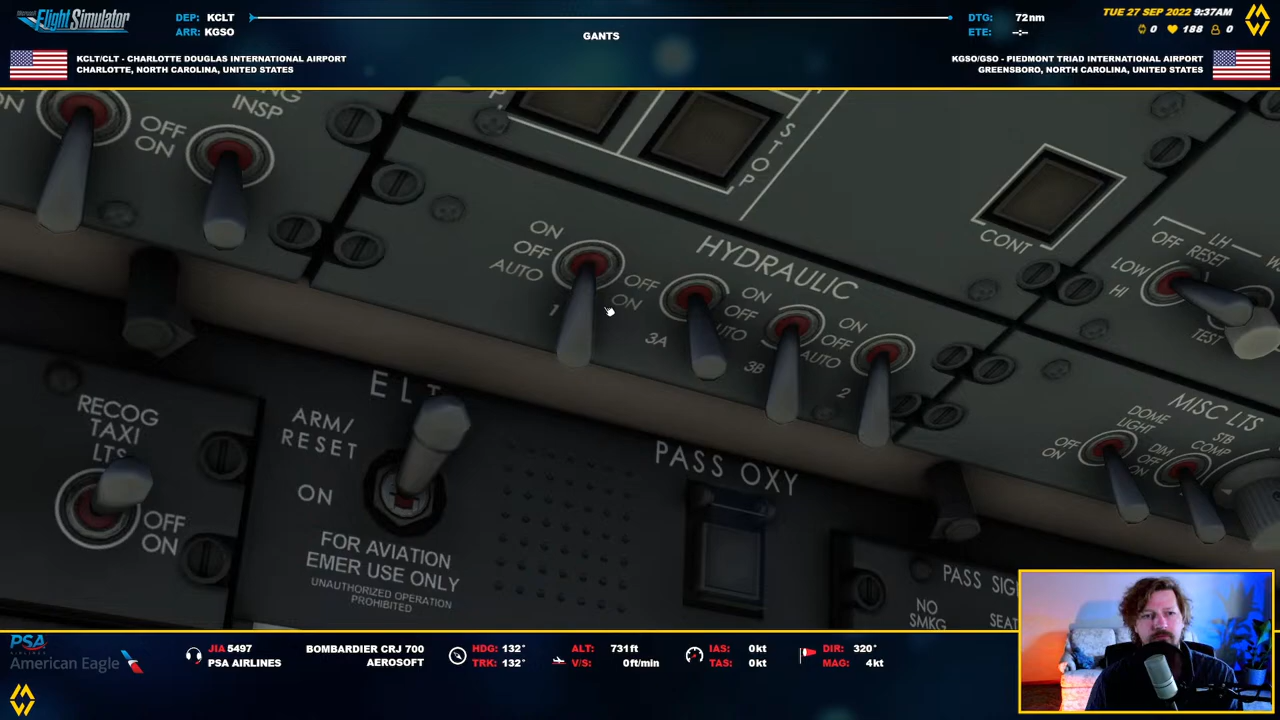 Microsoft
Flight Simulator
DEP: KCLT
ARR: KGSO
GANTS
DTG: 72nm
ETE: --:--
TUE 27 SEP 2022 9:37AM
0 188 0
KCLT/CLT - CHARLOTTE DOUGLAS INTERNATIONAL AIRPORT
CHARLOTTE, NORTH CAROLINA, UNITED STATES
KGSO/GSO - PIEDMONT TRIAD INTERNATIONAL AIRPORT
GREENSBORO, NORTH CAROLINA, UNITED STATES
INSP
OFF
ON
STOP
CONT
HYDRAULIC
ON
OFF
AUTO
1
OFF
ON
3A
ON
OFF
AUTO
3B
ON
OFF
AUTO
2
LH
OFF
RESET
LOW
HI
TEST
MISC LTS
DOME
LIGHT
OFF
ON
STB
COMP
DIM
OFF
ON
RECOG
TAXI
LTS
OFF
ON
ELT
ARM/
RESET
ON
FOR AVIATION
EMER USE ONLY
UNAUTHORIZED OPERATION
PROHIBITED
PASS OXY
PASS SIG
NO
SMKG
SEAT
PSA
American Eagle
JIA 5497
PSA AIRLINES
BOMBARDIER CRJ 700
AEROSOFT
HDG: 132°
TRK: 132°
ALT: 731ft
V/S: 0ft/min
IAS: 0kt
TAS: 0kt
DIR: 320°
MAG: 4kt